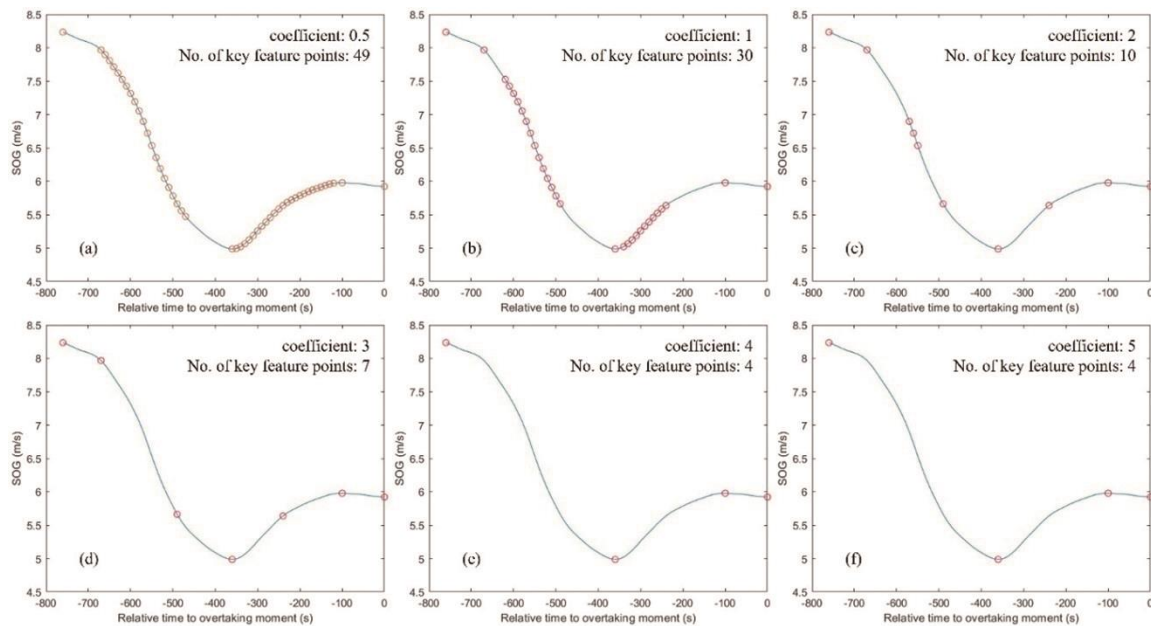 coefficient: 0.5
No. of key feature points: 49
(a)
SOG (m/s)
8.5
8
7.5
7
6.5
6
5.5
5
4.5
-800 -700 -600 -500 -400 -300 -200 -100 0
Relative time to overtaking moment (s)
coefficient: 1
No. of key feature points: 30
(b)
SOG (m/s)
8.5
8
7.5
7
6.5
6
5.5
5
4.5
-800 -700 -600 -500 -400 -300 -200 -100 0
Relative time to overtaking moment (s)
coefficient: 2
No. of key feature points: 10
(c)
SOG (m/s)
8.5
8
7.5
7
6.5
6
5.5
5
4.5
-800 -700 -600 -500 -400 -300 -200 -100 0
Relative time to overtaking moment (s)
coefficient: 3
No. of key feature points: 7
(d)
SOG (m/s)
8.5
8
7.5
7
6.5
6
5.5
5
4.5
-800 -700 -600 -500 -400 -300 -200 -100 0
Relative time to overtaking moment (s)
coefficient: 4
No. of key feature points: 4
(e)
SOG (m/s)
8.5
8
7.5
7
6.5
6
5.5
5
4.5
-800 -700 -600 -500 -400 -300 -200 -100 0
Relative time to overtaking moment (s)
coefficient: 5
No. of key feature points: 4
(f)
SOG (m/s)
8.5
8
7.5
7
6.5
6
5.5
5
4.5
-800 -700 -600 -500 -400 -300 -200 -100 0
Relative time to overtaking moment (s)